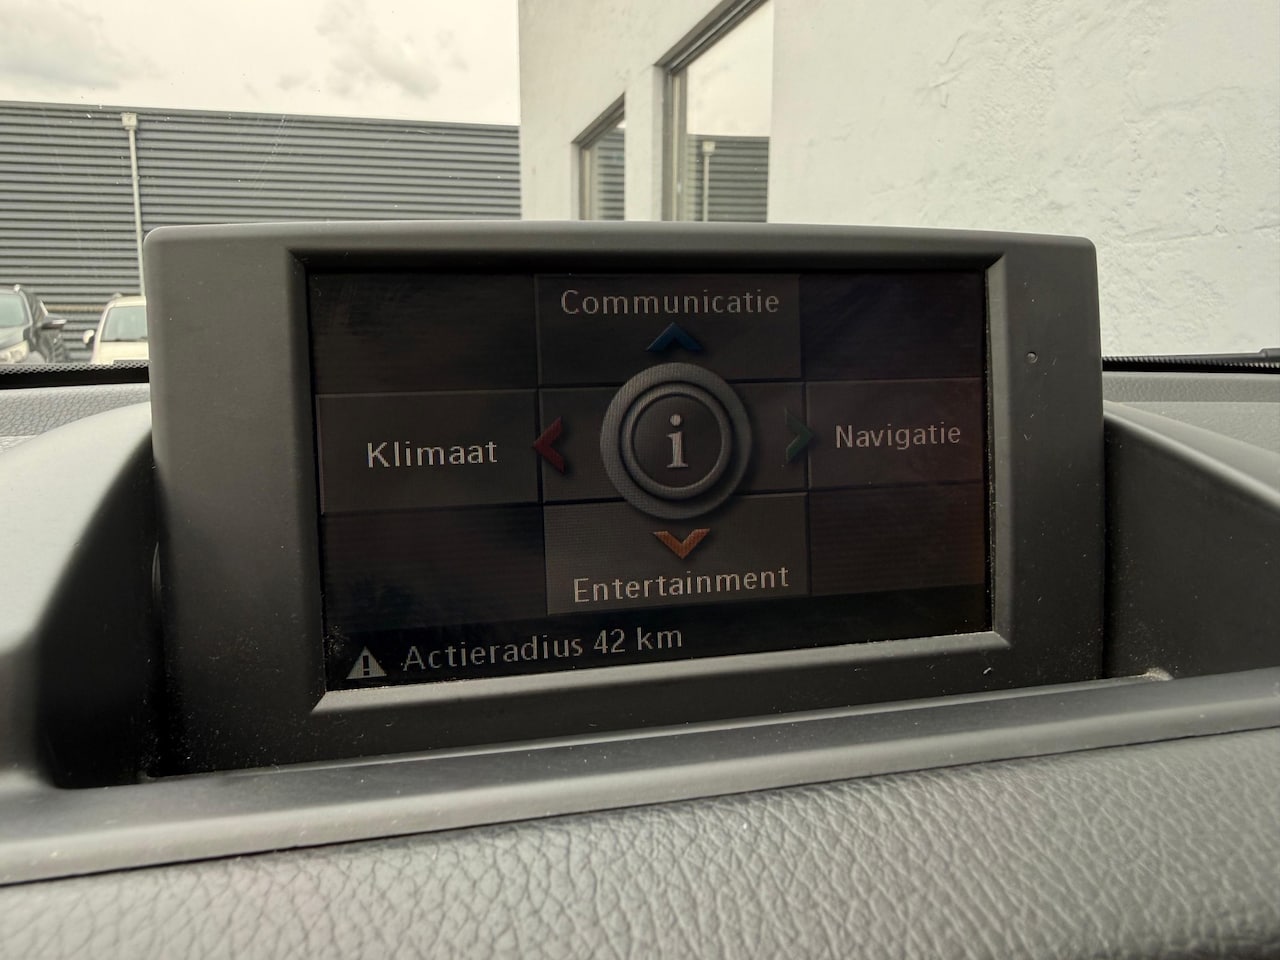 Communicatie
Klimaat
i
Navigatie
Entertainment
Actieradius 42 km